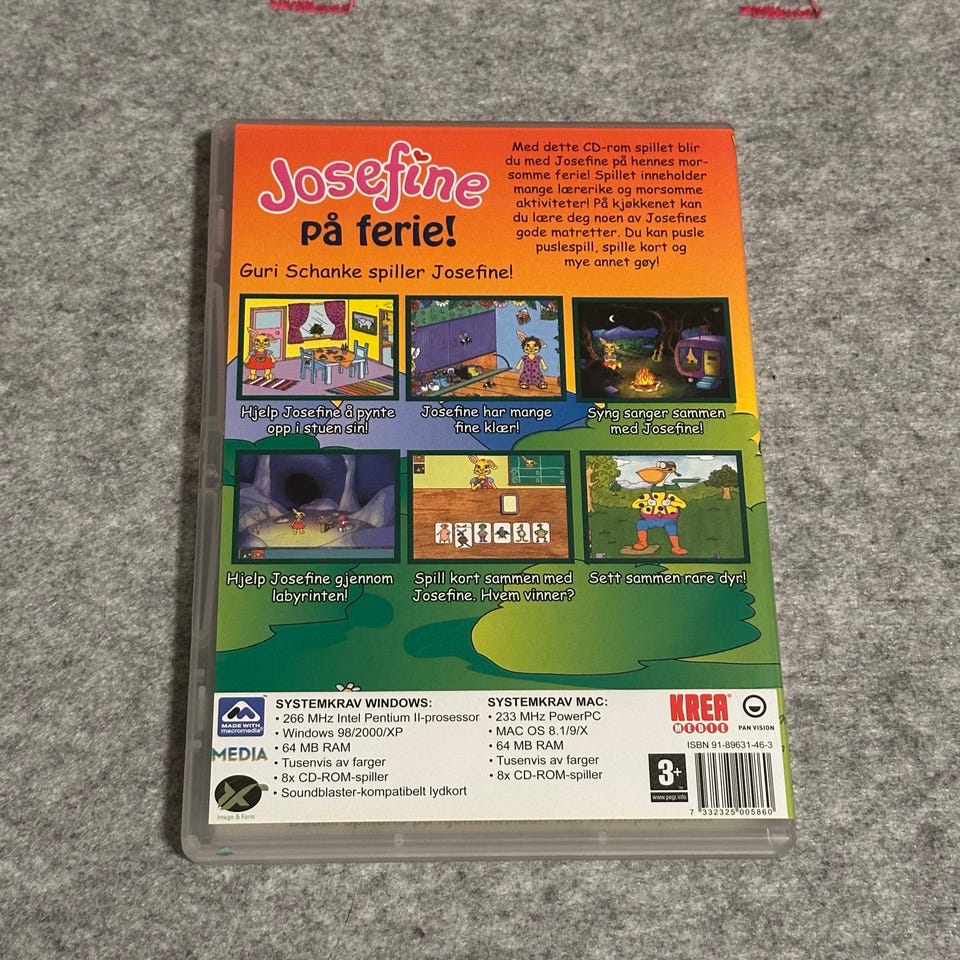 Josefine
på ferie!
Guri Schanke spiller Josefine!
Med dette CD-rom spillet blir
du med Josefine på hennes mor-
somme ferie! Spillet inneholder
mange lærerike og morsomme
aktiviteter! På kjøkkenet kan
du lære deg noen av Josefines
gode matretter. Du kan pusle
puslespill, spille kort og
mye annet gøy!
Hjelp Josefine å pynte
opp i stuen sin!
Josefine har mange
fine klær!
Syng sanger sammen
med Josefine!
Hjelp Josefine gjennom
labyrinten!
Spill kort sammen med
Josefine. Hvem vinner?
Sett sammen rare dyr!
MADE WITH
macromedia
MEDIA
Image & Form
SYSTEMKRAV WINDOWS:
• 266 MHz Intel Pentium II-prosessor
• Windows 98/2000/XP
• 64 MB RAM
• Tusenvis av farger
• 8x CD-ROM-spiller
• Soundblaster-kompatibelt lydkort
SYSTEMKRAV MAC:
• 233 MHz PowerPC
• MAC OS 8.1/9/X
• 64 MB RAM
• Tusenvis av farger
• 8x CD-ROM-spiller
KREA
MEDIE
PAN VISION
ISBN 91-89631-46-3
3+
www.pegi.info
7 332325 005860